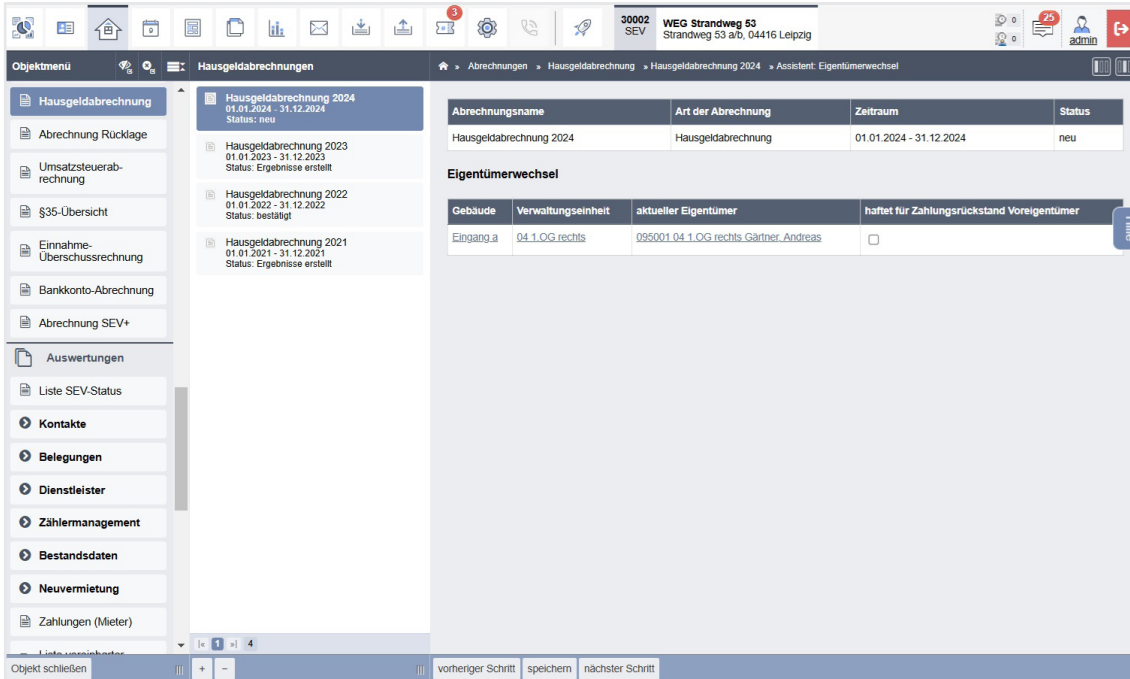 3
30002
SEV
WEG Strandweg 53
Strandweg 53 a/b, 04416 Leipzig
0
0
25
admin
Objektmenü
Hausgeldabrechnungen
» Abrechnungen » Hausgeldabrechnung » Hausgeldabrechnung 2024 » Assistent: Eigentümerwechsel
Hausgeldabrechnung
Abrechnung Rücklage
Umsatzsteuerab-
rechnung
§35-Übersicht
Einnahme-
Überschussrechnung
Bankkonto-Abrechnung
Abrechnung SEV+
Auswertungen
Liste SEV-Status
Kontakte
Belegungen
Dienstleister
Zählermanagement
Bestandsdaten
Neuvermietung
Zahlungen (Mieter)
Hausgeldabrechnung 2024
01.01.2024 - 31.12.2024
Status: neu
Hausgeldabrechnung 2023
01.01.2023 - 31.12.2023
Status: Ergebnisse erstellt
Hausgeldabrechnung 2022
01.01.2022 - 31.12.2022
Status: bestätigt
Hausgeldabrechnung 2021
01.01.2021 - 31.12.2021
Status: Ergebnisse erstellt
Abrechnungsname Art der Abrechnung Zeitraum Status
Hausgeldabrechnung 2024 Hausgeldabrechnung 01.01.2024 - 31.12.2024 neu
Eigentümerwechsel
Gebäude Verwaltungseinheit aktueller Eigentümer haftet für Zahlungsrückstand Voreigentümer
Eingang a 04 1.OG rechts 095001 04 1.OG rechts Gärtner, Andreas
|« 1 »| 4
Objekt schließen
+ −
vorheriger Schritt speichern nächster Schritt